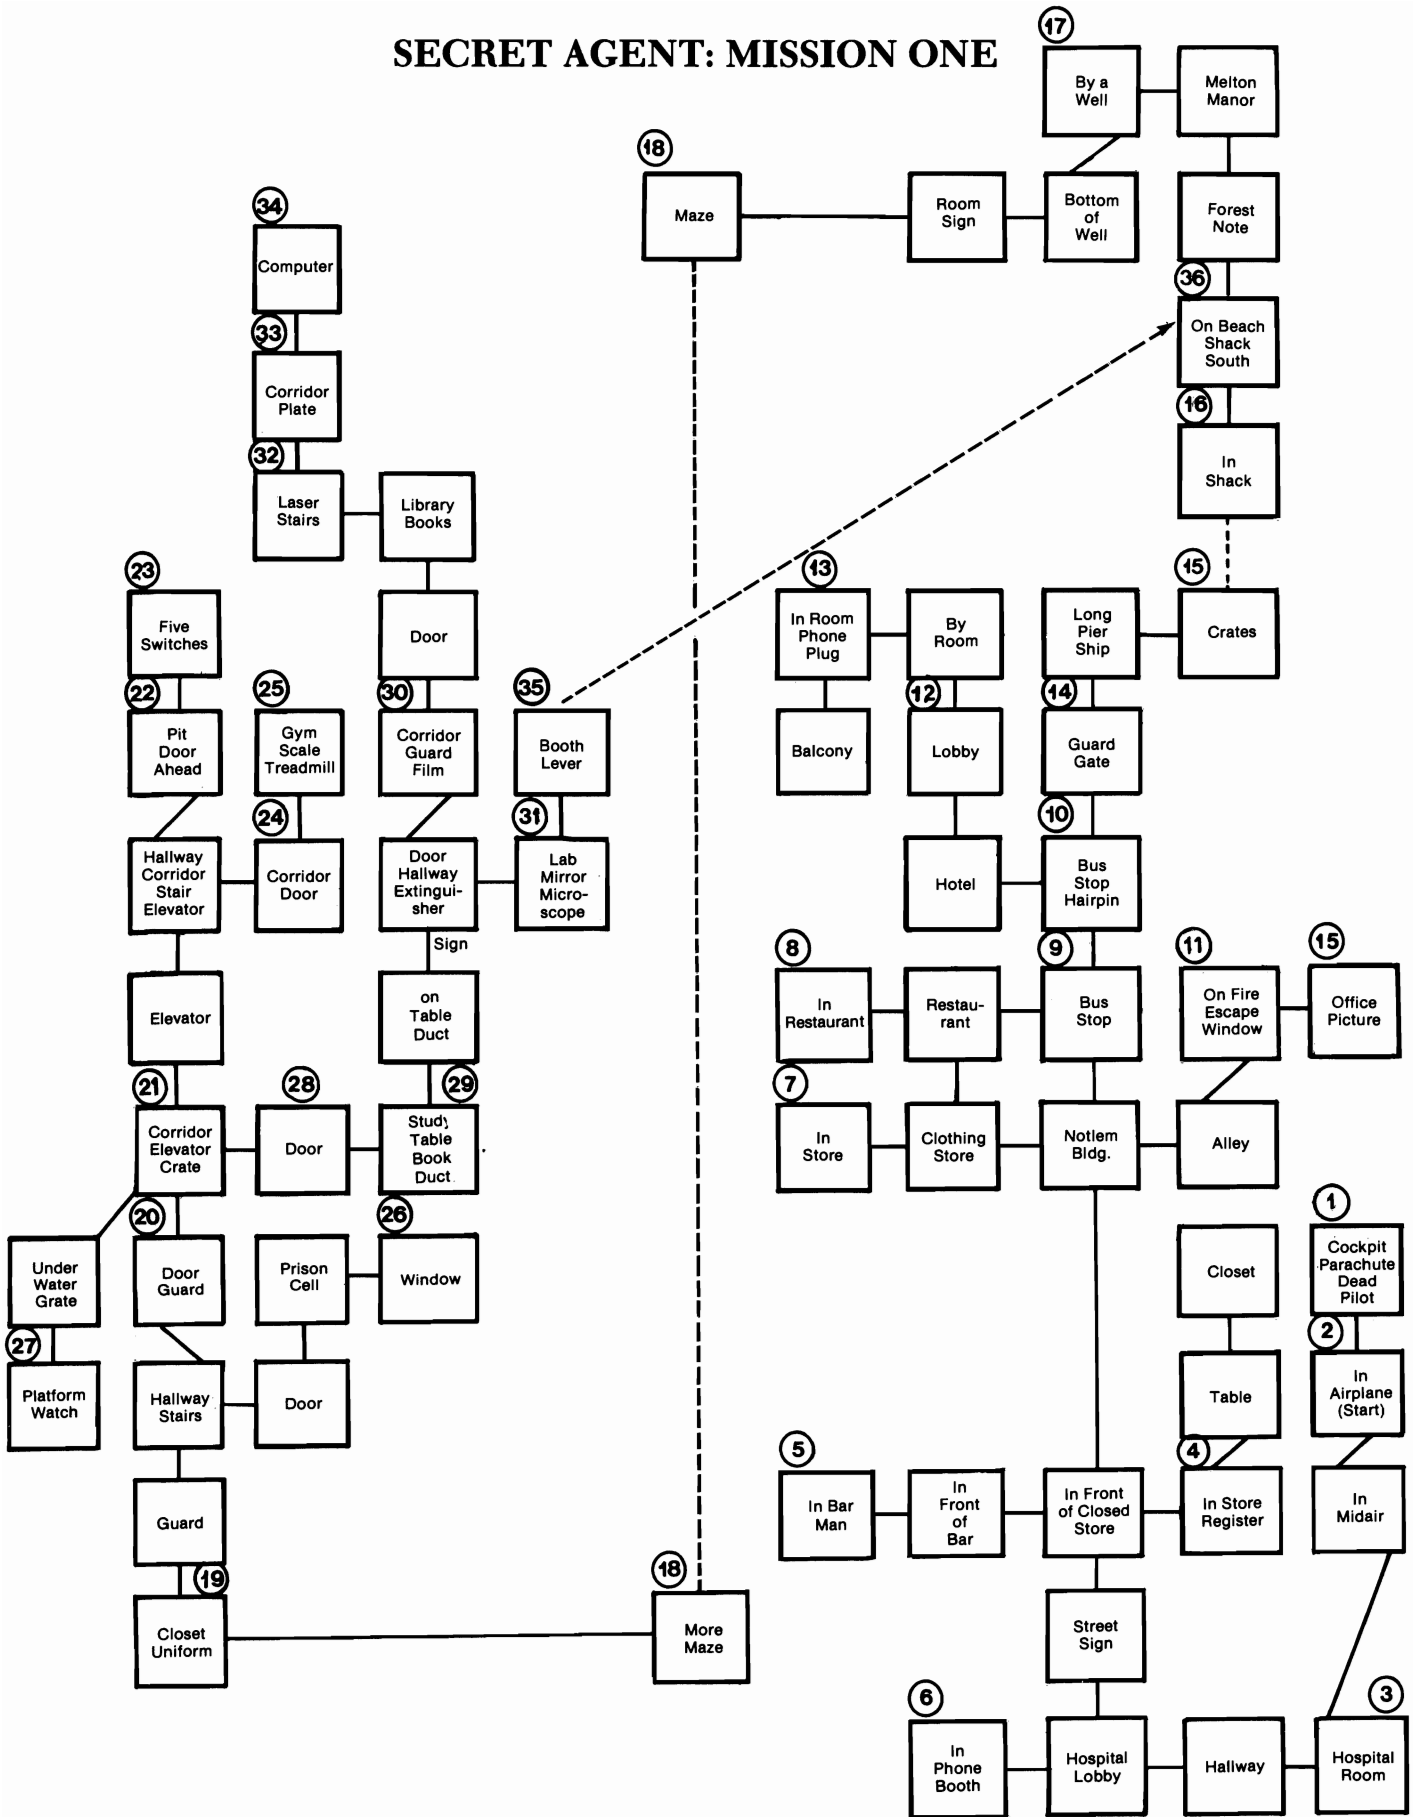 SECRET AGENT: MISSION ONE
17
By a
Well
Melton
Manor
18
Maze
Room
Sign
Bottom
of
Well
Forest
Note
34
Computer
36
On Beach
Shack
South
33
Corridor
Plate
16
In
Shack
32
Laser
Stairs
Library
Books
23
Five
Switches
Door
13
In Room
Phone
Plug
By
Room
Long
Pier
Ship
15
Crates
22
Pit
Door
Ahead
25
Gym
Scale
Treadmill
30
Corridor
Guard
Film
35
Booth
Lever
Balcony
12
Lobby
14
Guard
Gate
24
Hallway
Corridor
Stair
Elevator
Corridor
Door
Door
Hallway
Extingui-
sher
31
Lab
Mirror
Micro-
scope
Hotel
10
Bus
Stop
Hairpin
Sign
Elevator
on
Table
Duct
8
In
Restaurant
Restau-
rant
9
Bus
Stop
11
On Fire
Escape
Window
15
Office
Picture
21
Corridor
Elevator
Crate
28
Door
29
Study
Table
Book
Duct
7
In
Store
Clothing
Store
Notlem
Bldg.
Alley
Under
Water
Grate
20
Door
Guard
Prison
Cell
26
Window
Closet
1
Cockpit
Parachute
Dead
Pilot
27
Platform
Watch
Hallway
Stairs
Door
Table
2
In
Airplane
(Start)
Guard
5
In Bar
Man
In
Front
of
Bar
In Front
of Closed
Store
4
In Store
Register
In
Midair
19
Closet
Uniform
18
More
Maze
Street
Sign
6
In
Phone
Booth
Hospital
Lobby
Hallway
3
Hospital
Room